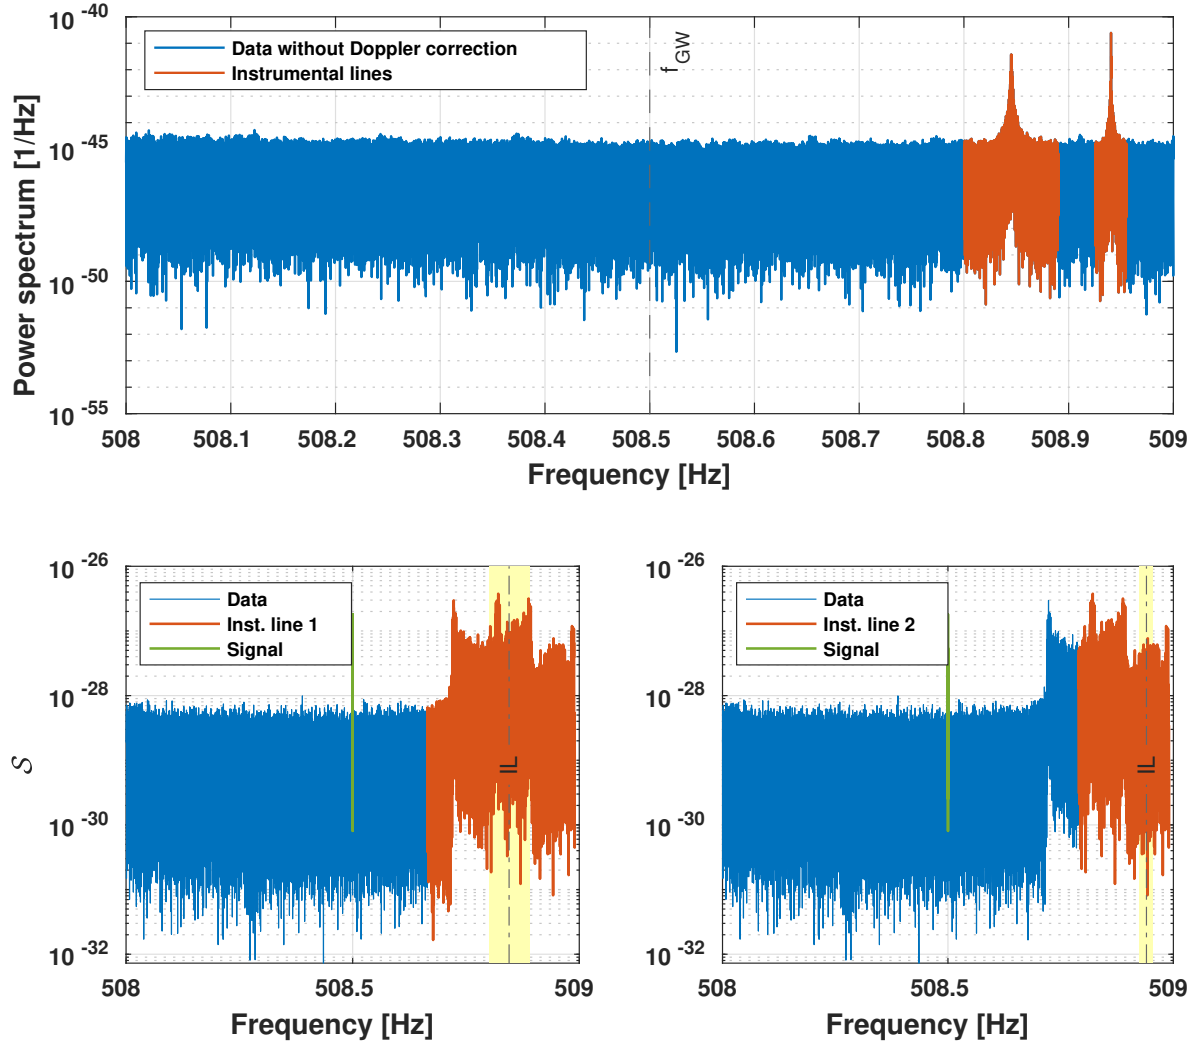 10 -40
Data without Doppler correction
Instrumental lines
f GW
10 -45
10 -50
10 -55
Power spectrum [1/Hz]
508 508.1 508.2 508.3 508.4 508.5 508.6 508.7 508.8 508.9 509
Frequency [Hz]
10 -26
Data
Inst. line 1
Signal
10 -28
10 -30
10 -32
S
IL
508 508.5 509
Frequency [Hz]
10 -26
Data
Inst. line 2
Signal
10 -28
10 -30
10 -32
IL
508 508.5 509
Frequency [Hz]